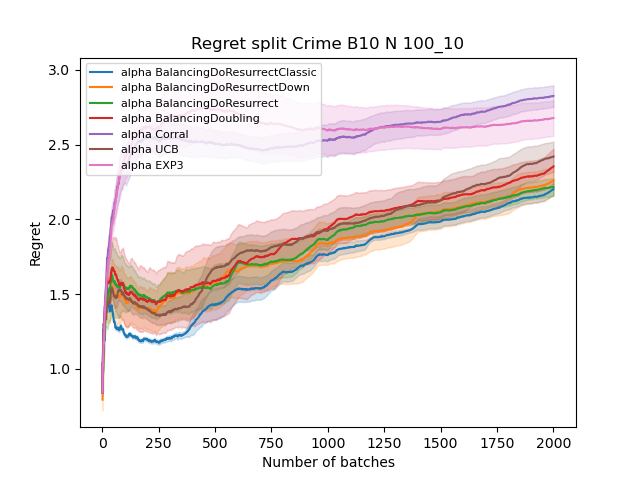 Regret split Crime B10 N 100_10
3.0
2.5
2.0
1.5
1.0
Regret
alpha BalancingDoResurrectClassic
alpha BalancingDoResurrectDown
alpha BalancingDoResurrect
alpha BalancingDoubling
alpha Corral
alpha UCB
alpha EXP3
0 250 500 750 1000 1250 1500 1750 2000
Number of batches